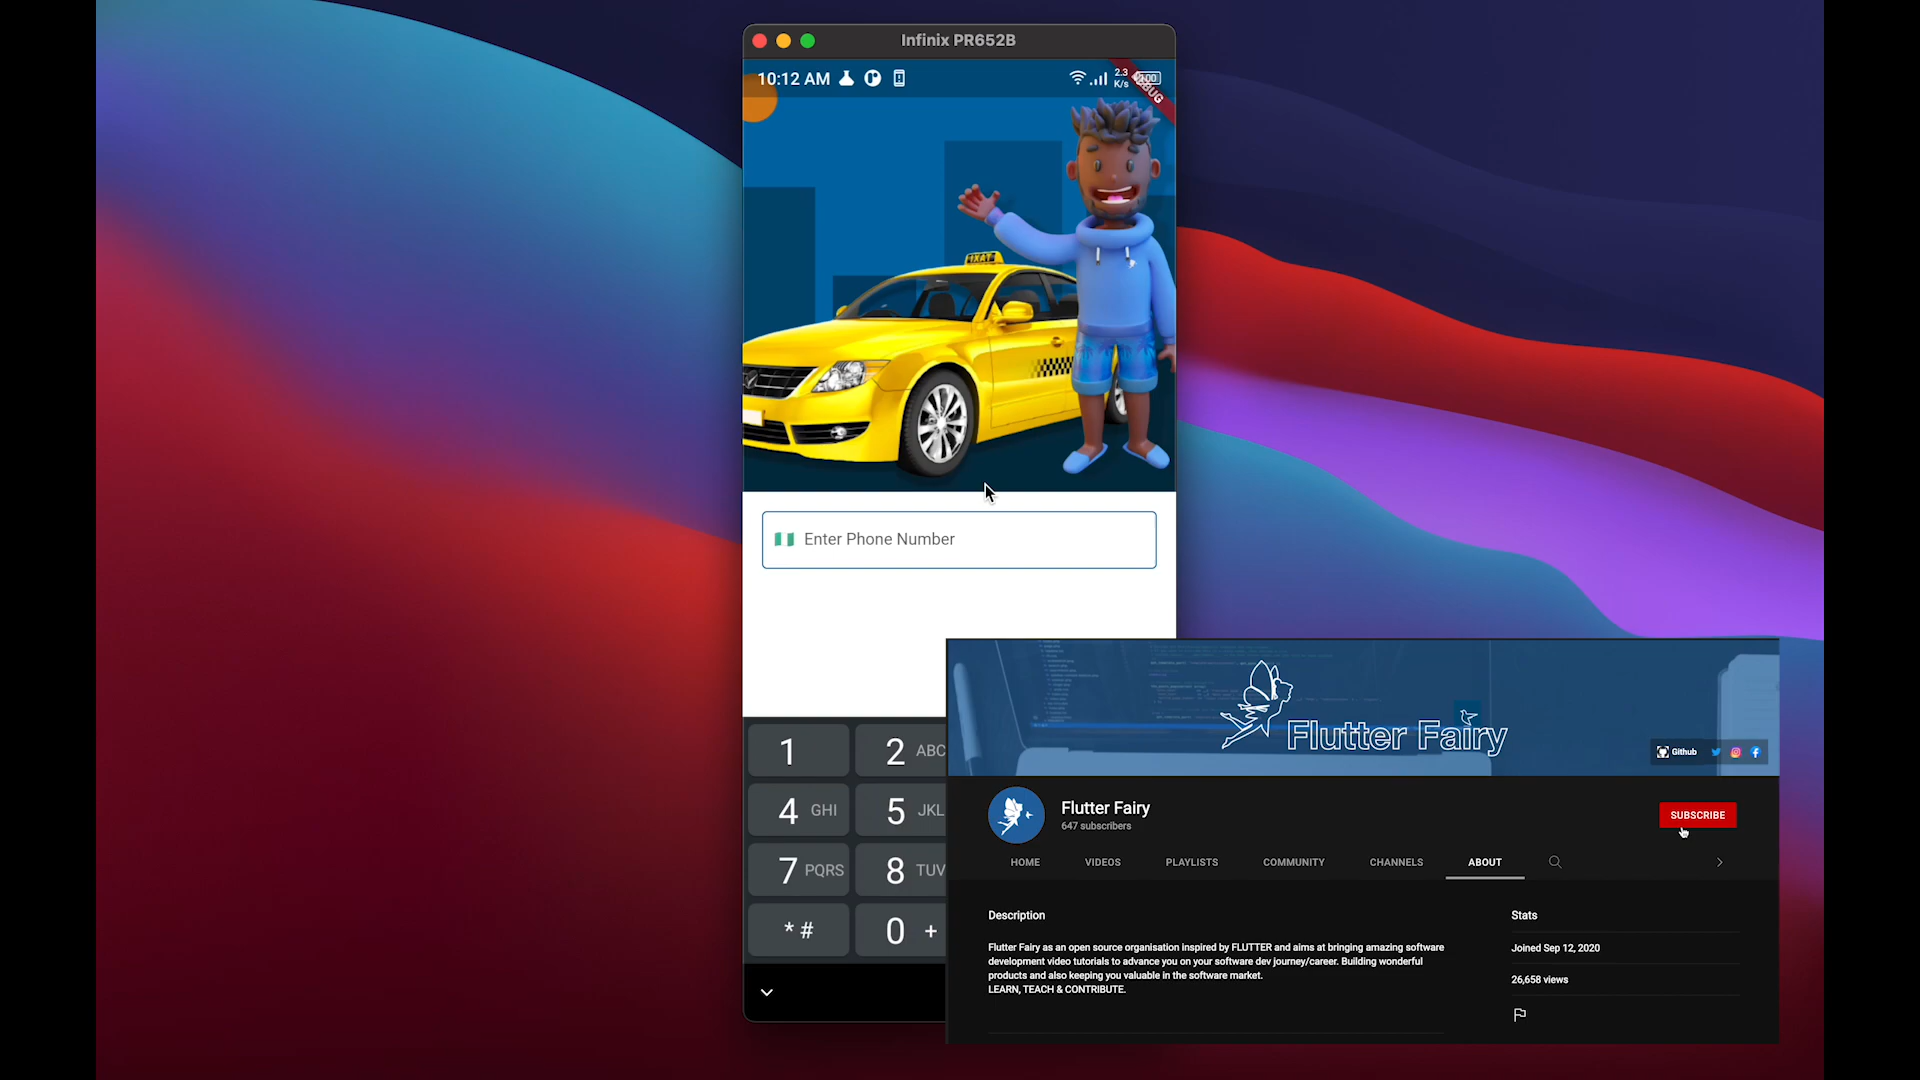 Infinix PR652B
10:12 AM
2.3
K/s
100
TAXI
Enter Phone Number
1
2 ABC
4 GHI
5 JKL
7 PQRS
8 TUV
* #
0 +
Flutter Fairy
Github
Flutter Fairy
647 subscribers
SUBSCRIBE
HOME
VIDEOS
PLAYLISTS
COMMUNITY
CHANNELS
ABOUT
Description
Flutter Fairy as an open source organisation inspired by FLUTTER and aims at bringing amazing software
development video tutorials to advance you on your software dev journey/career. Building wonderful
products and also keeping you valuable in the software market.
LEARN, TEACH & CONTRIBUTE.
Stats
Joined Sep 12, 2020
26,658 views